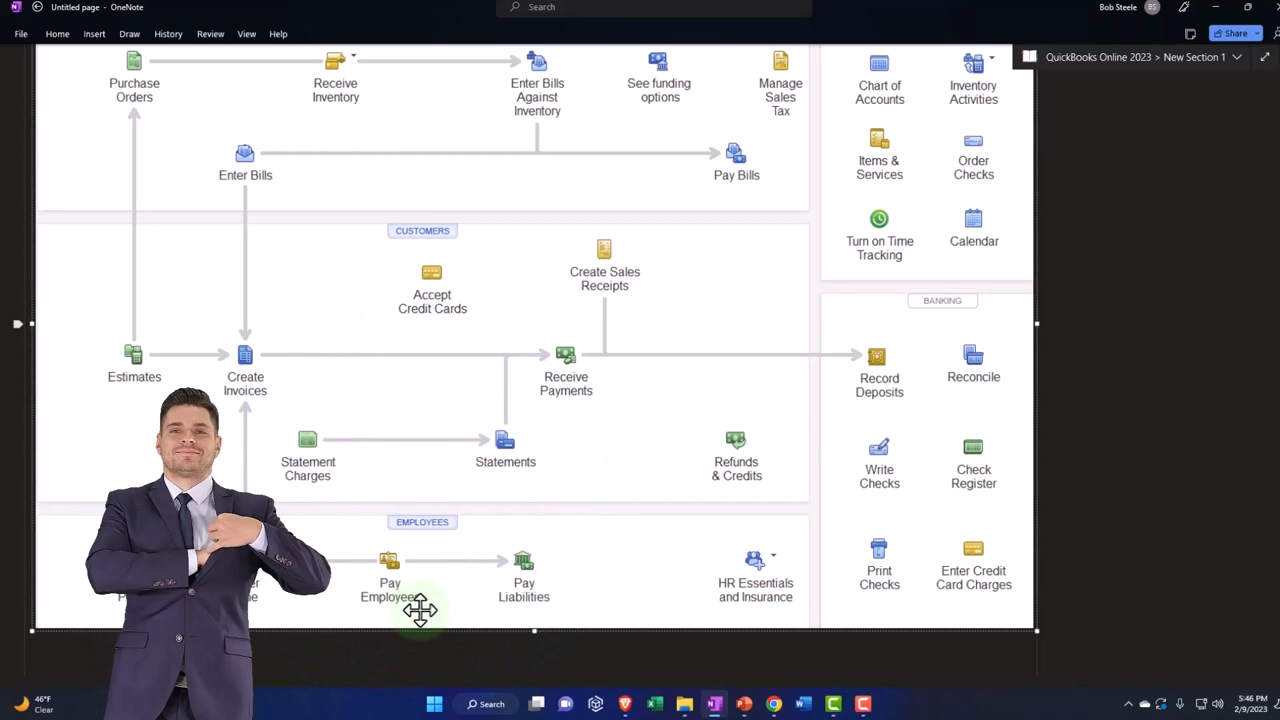 Untitled page - OneNote
Search
Bob Steele
BS
File
Home
Insert
Draw
History
Review
View
Help
Share
QuickBooks Online 2023 > New Section 1
Purchase
Orders
Receive
Inventory
Enter Bills
Against
Inventory
See funding
options
Manage
Sales
Tax
Enter Bills
Pay Bills
Chart of
Accounts
Inventory
Activities
Items &
Services
Order
Checks
Turn on Time
Tracking
Calendar
CUSTOMERS
Accept
Credit Cards
Create Sales
Receipts
Estimates
Create
Invoices
Receive
Payments
Statement
Charges
Statements
Refunds
& Credits
BANKING
Record
Deposits
Reconcile
Write
Checks
Check
Register
Print
Checks
Enter Credit
Card Charges
EMPLOYEES
Pay
Employees
Pay
Liabilities
HR Essentials
and Insurance
46°F
Clear
Search
5:46 PM
2/9/2023